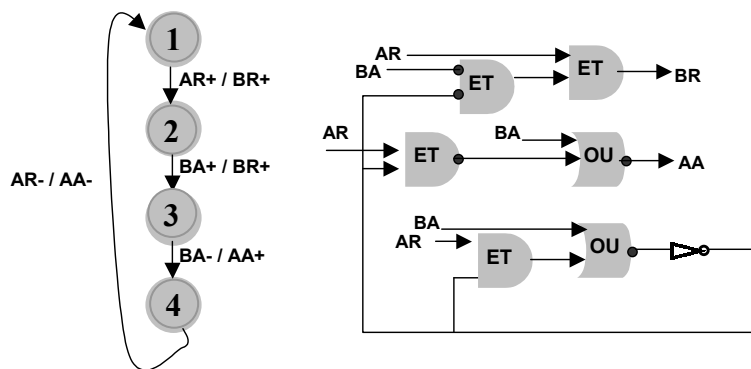 1
AR+ / BR+
2
BA+ / BR+
3
BA- / AA+
4
AR- / AA-
AR
BA
ET
ET
BR
AR
ET
BA
OU
AA
BA
AR
ET
OU